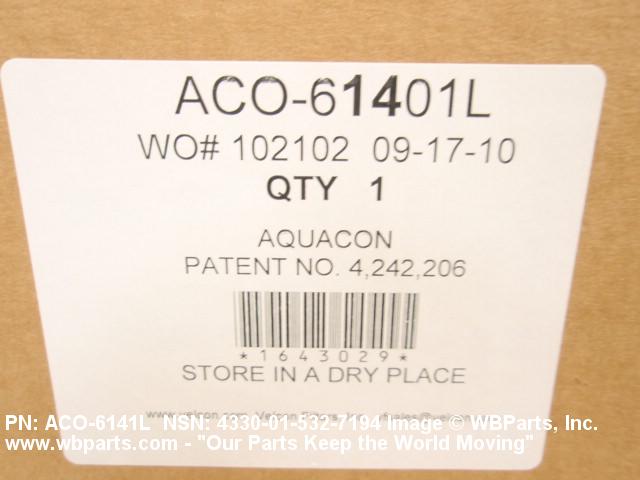 ACO-61401L
WO# 102102 09-17-10
QTY 1
AQUACON
PATENT NO. 4,242,206
*1643029*
STORE IN A DRY PLACE
PN: ACO-6141L NSN: 4330-01-532-7194 Image © WBParts, Inc.
www.wbparts.com - "Our Parts Keep the World Moving"